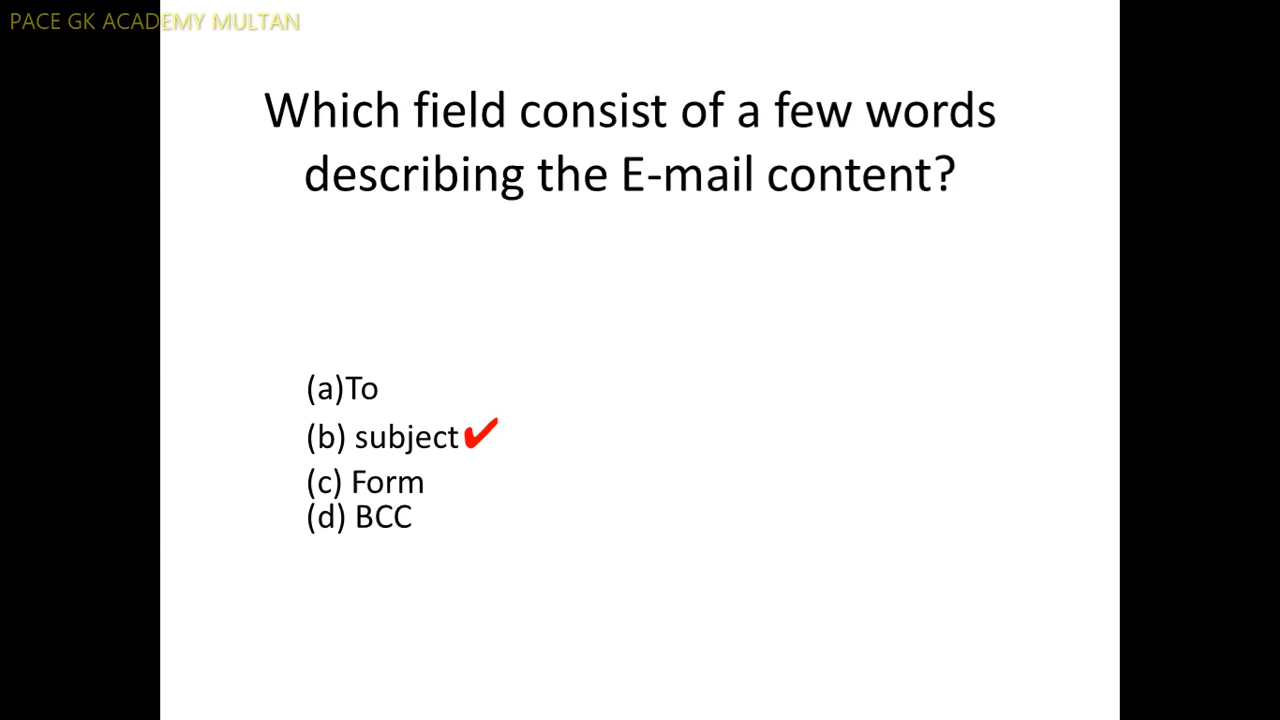 PACE GK ACADEMY MULTAN
Which field consist of a few words
describing the E-mail content?
(a)To
(b) subject✔
(c) Form
(d) BCC